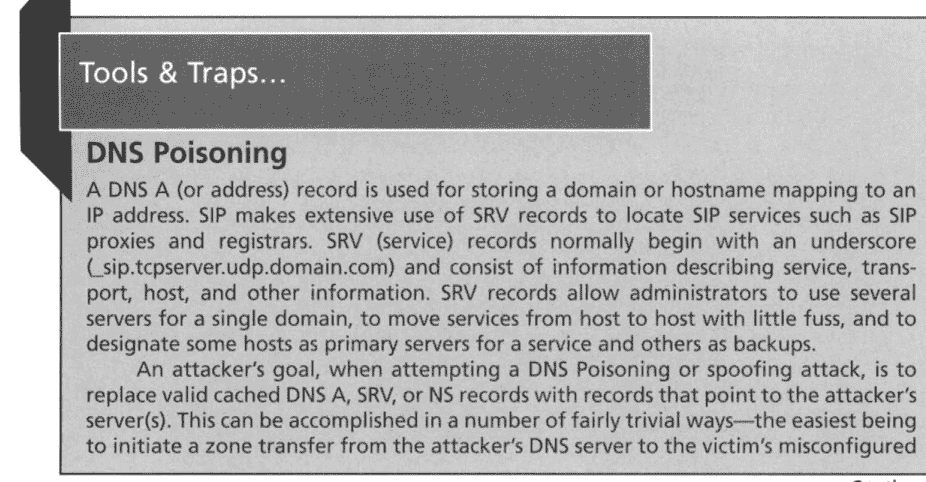 Tools & Traps...
DNS Poisoning
A DNS A (or address) record is used for storing a domain or hostname mapping to an
IP address. SIP makes extensive use of SRV records to locate SIP services such as SIP
proxies and registrars. SRV (service) records normally begin with an underscore
(_sip.tcpserver.udp.domain.com) and consist of information describing service, trans-
port, host, and other information. SRV records allow administrators to use several
servers for a single domain, to move services from host to host with little fuss, and to
designate some hosts as primary servers for a service and others as backups.
An attacker's goal, when attempting a DNS Poisoning or spoofing attack, is to
replace valid cached DNS A, SRV, or NS records with records that point to the attacker's
server(s). This can be accomplished in a number of fairly trivial ways—the easiest being
to initiate a zone transfer from the attacker's DNS server to the victim's misconfigured